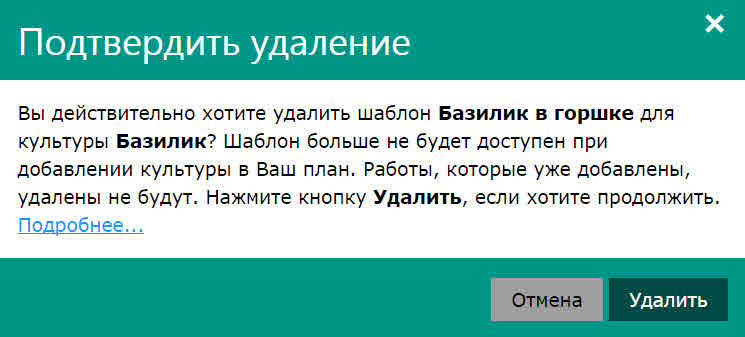 Подтвердить удаление
Вы действительно хотите удалить шаблон Базилик в горшке для
культуры Базилик? Шаблон больше не будет доступен при
добавлении культуры в Ваш план. Работы, которые уже добавлены,
удалены не будут. Нажмите кнопку Удалить, если хотите продолжить.
Подробнее...
Отмена Удалить